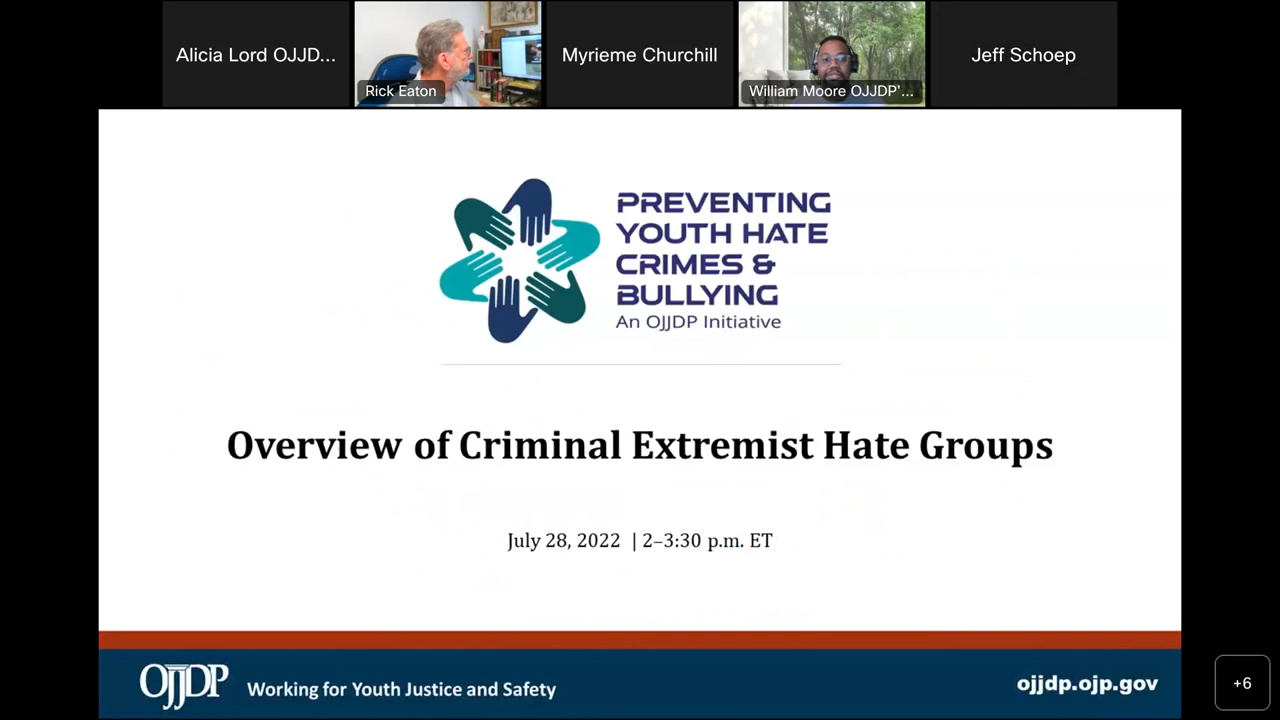 Alicia Lord OJJD...
Rick Eaton
Myrieme Churchill
William Moore OJJDP'...
Jeff Schoep
PREVENTING
YOUTH HATE
CRIMES &
BULLYING
An OJJDP Initiative
Overview of Criminal Extremist Hate Groups
July 28, 2022 | 2–3:30 p.m. ET
OJJDP Working for Youth Justice and Safety
ojjdp.ojp.gov
+6